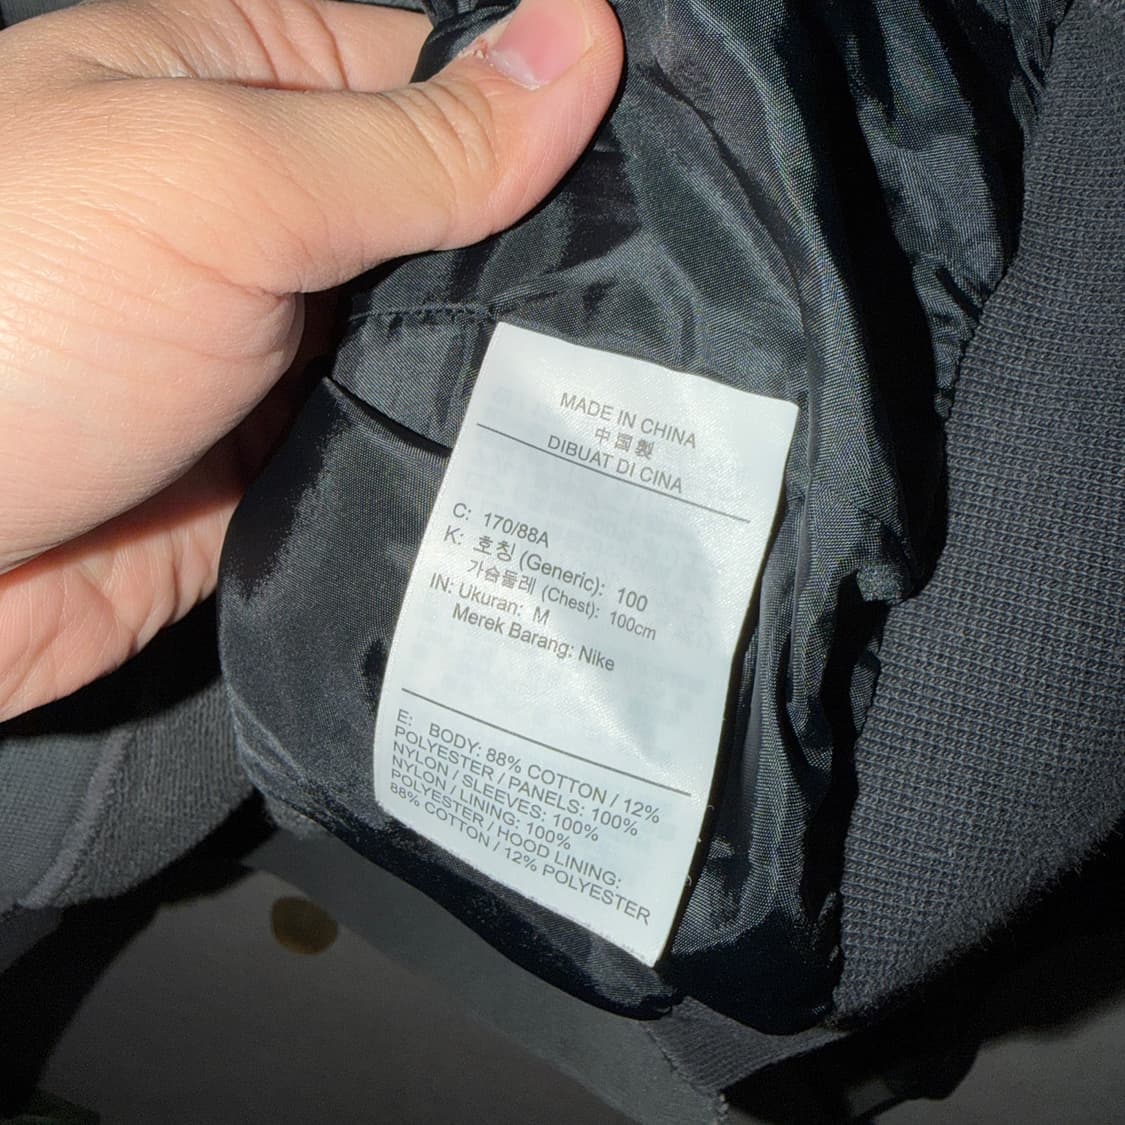 MADE IN CHINA
中国製
DIBUAT DI CINA
C: 170/88A
K: 호칭 (Generic): 100
가슴둘레 (Chest): 100cm
IN: Ukuran: M
Merek Barang: Nike
E: BODY: 88% COTTON / 12%
POLYESTER / PANELS: 100%
NYLON / SLEEVES: 100%
NYLON / LINING: 100%
POLYESTER / HOOD LINING:
88% COTTON / 12% POLYESTER